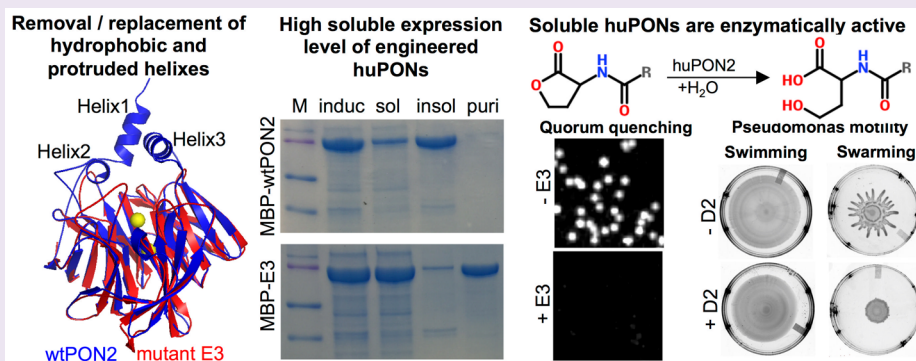 Removal / replacement of
hydrophobic and
protruded helixes
Helix1
Helix2
Helix3
wtPON2 mutant E3
High soluble expression
level of engineered
huPONs
M induc sol insol puri
MBP-wtPON2
MBP-E3
Soluble huPONs are enzymatically active
O
O
H
N
R
O
huPON2
+H₂O
O
HO
HO
H
N
R
O
Quorum quenching
- E3
+ E3
Pseudomonas motility
Swimming Swarming
- D2
+ D2